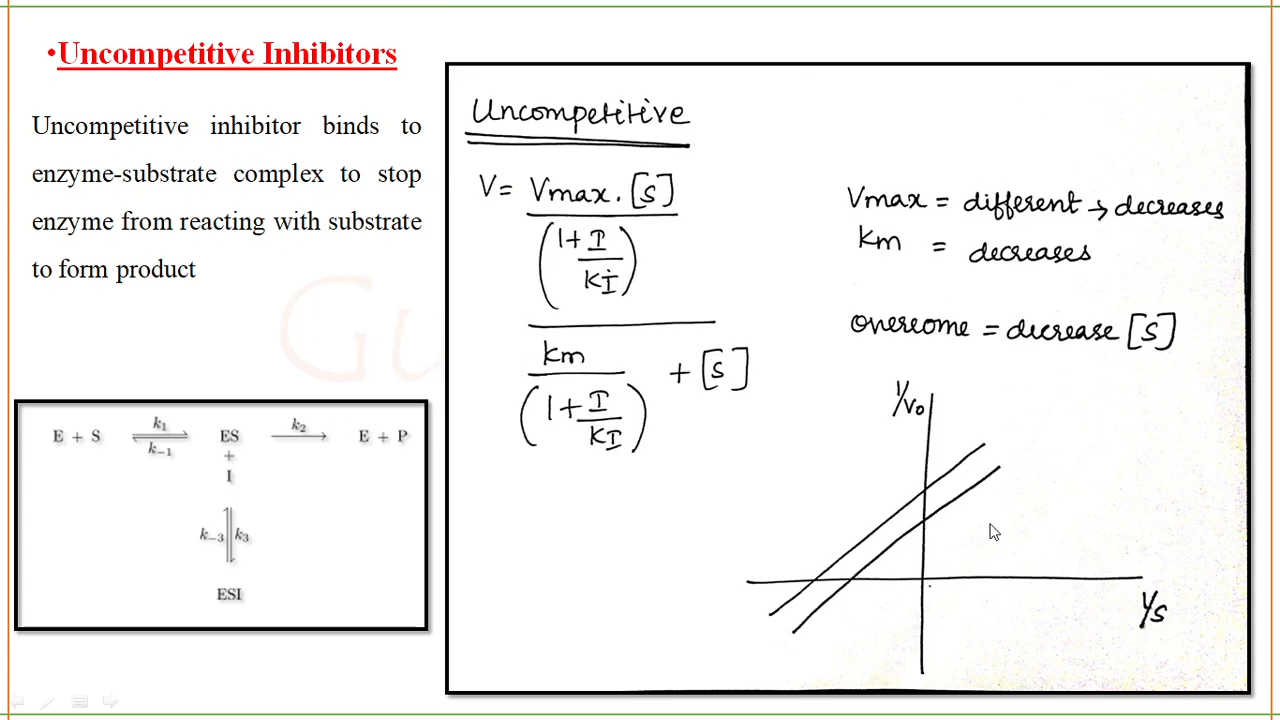 •Uncompetitive Inhibitors
Uncompetitive inhibitor binds to
enzyme-substrate complex to stop
enzyme from reacting with substrate
to form product
E + S k₁ k₋₁ ES k₂ E + P
+
I
k₋₃ k₃
ESI
Uncompetitive
V = Vmax . [S]
(1 + I / KI)
Km
(1 + I / KI) + [S]
Vmax = different → decreases
Km = decreases
Overcome = decrease [S]
1/V₀
1/S